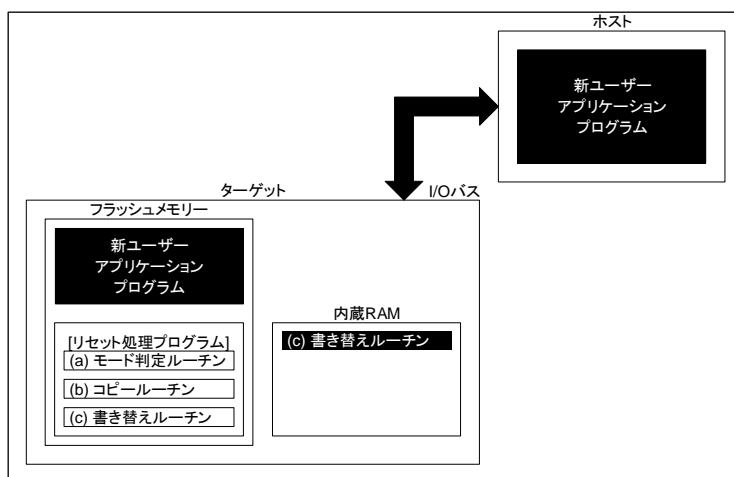 ホスト
新ユーザー
アプリケーション
プログラム
ターゲット
I/Oバス
フラッシュメモリー
新ユーザー
アプリケーション
プログラム
[リセット処理プログラム]
(a) モード判定ルーチン
(b) コピールーチン
(c) 書き替えルーチン
内蔵RAM
(c) 書き替えルーチン